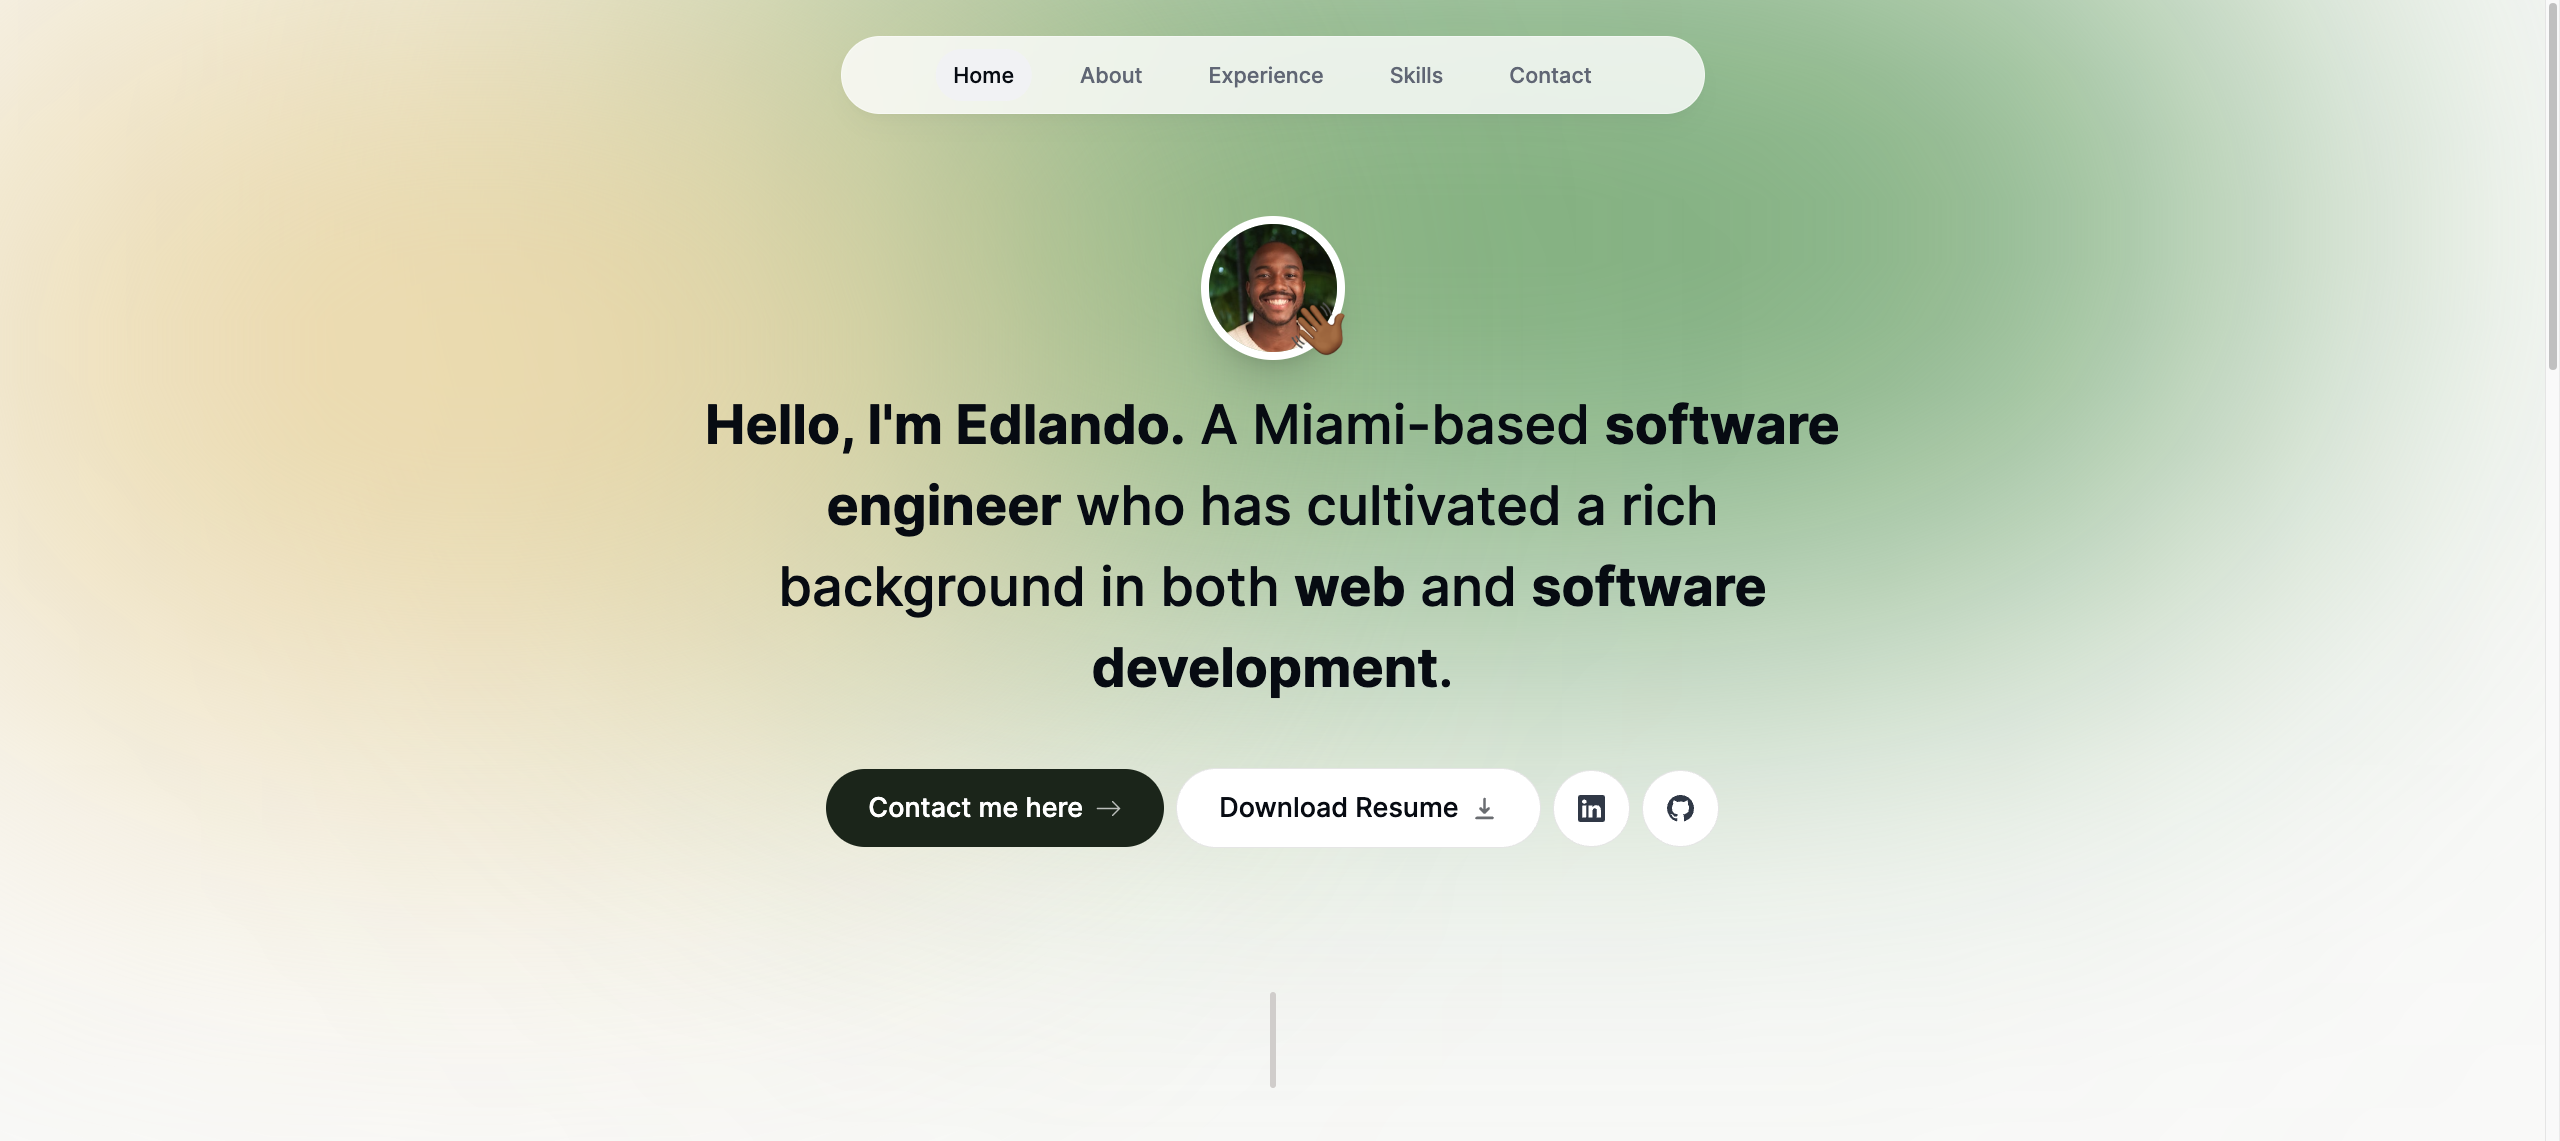 Home About Experience Skills Contact
Hello, I'm Edlando. A Miami-based software
engineer who has cultivated a rich
background in both web and software
development.
Contact me here Download Resume in